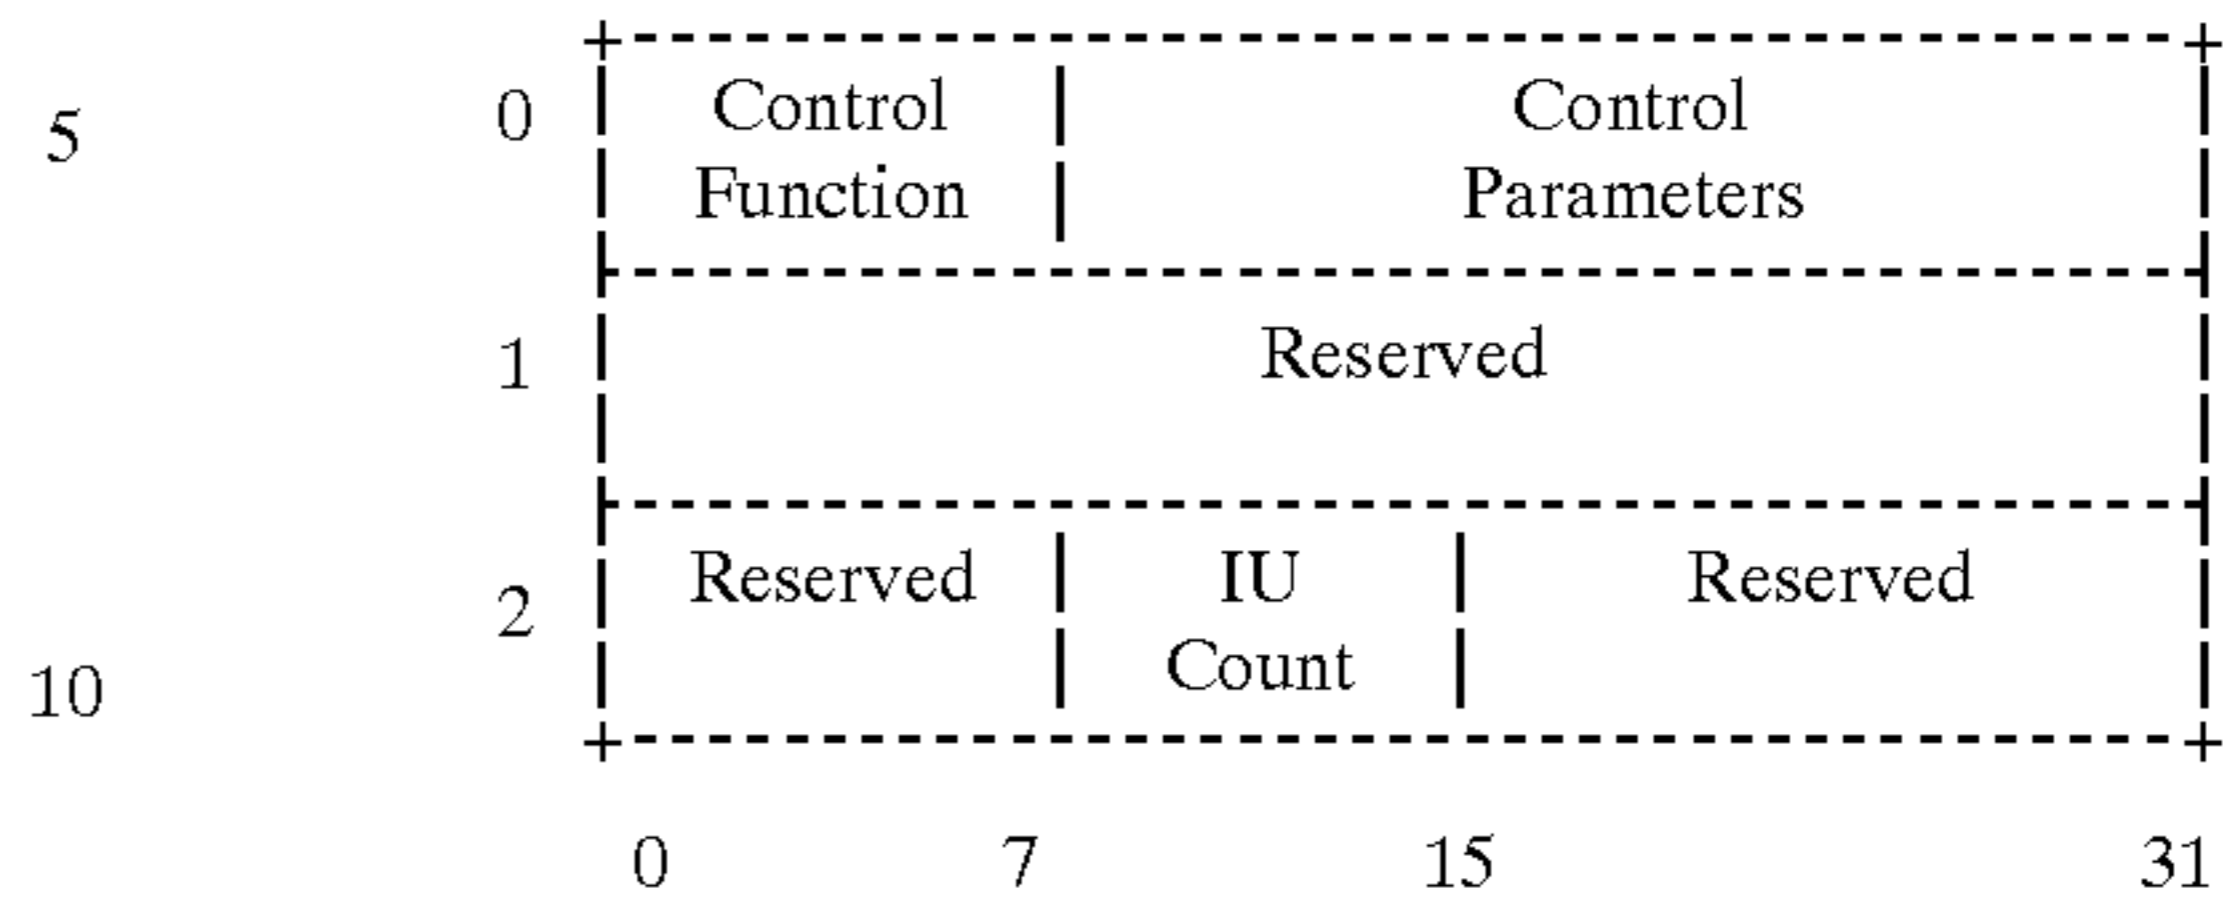 5 0 Control Control
Function Parameters
1 Reserved
2 Reserved IU Reserved
10 Count
0 7 15 31